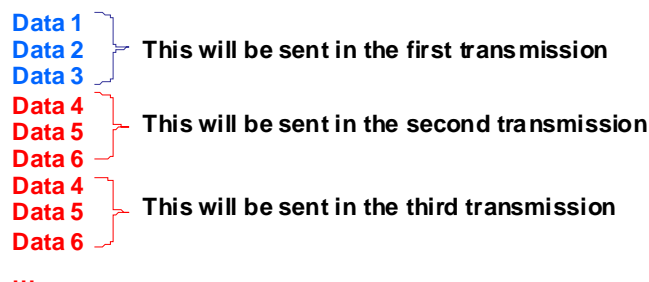 Data 1
Data 2 This will be sent in the first transmission
Data 3
Data 4
Data 5 This will be sent in the second transmission
Data 6
Data 4
Data 5 This will be sent in the third transmission
Data 6
...